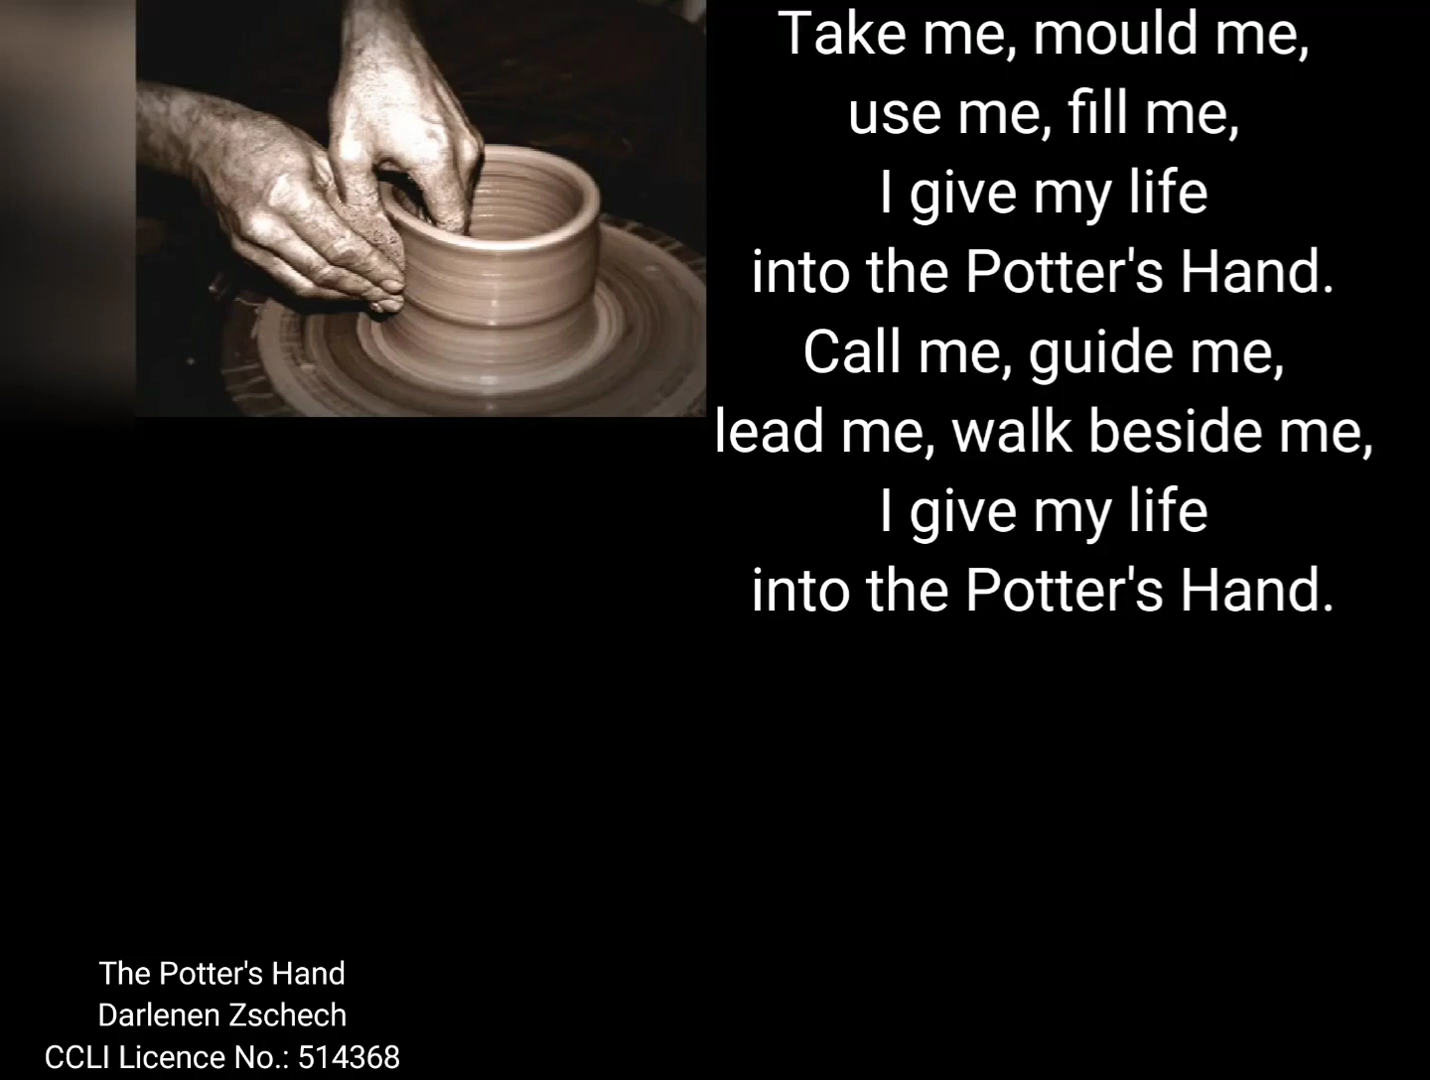 Take me, mould me,
use me, fill me,
I give my life
into the Potter's Hand.
Call me, guide me,
lead me, walk beside me,
I give my life
into the Potter's Hand.
The Potter's Hand
Darlenen Zschech
CCLI Licence No.: 514368